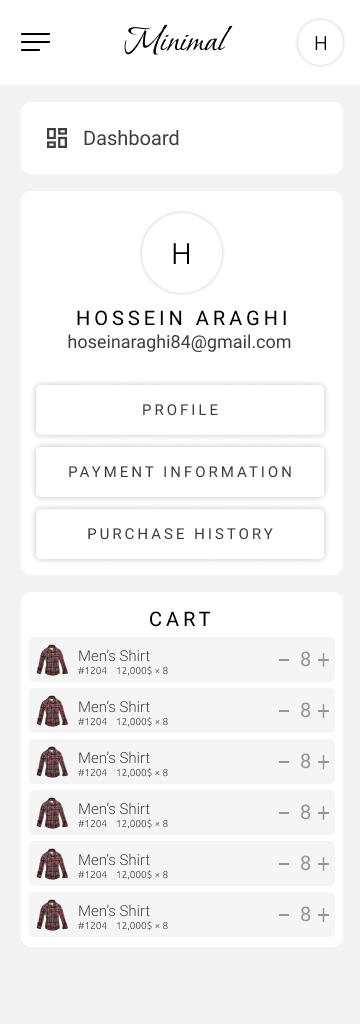 Minimal
H
Dashboard
H
HOSSEIN ARAGHI
hoseinaraghi84@gmail.com
PROFILE
PAYMENT INFORMATION
PURCHASE HISTORY
CART
Men's Shirt
#1204 12,000$ × 8
− 8 +
Men's Shirt
#1204 12,000$ × 8
− 8 +
Men's Shirt
#1204 12,000$ × 8
− 8 +
Men's Shirt
#1204 12,000$ × 8
− 8 +
Men's Shirt
#1204 12,000$ × 8
− 8 +
Men's Shirt
#1204 12,000$ × 8
− 8 +